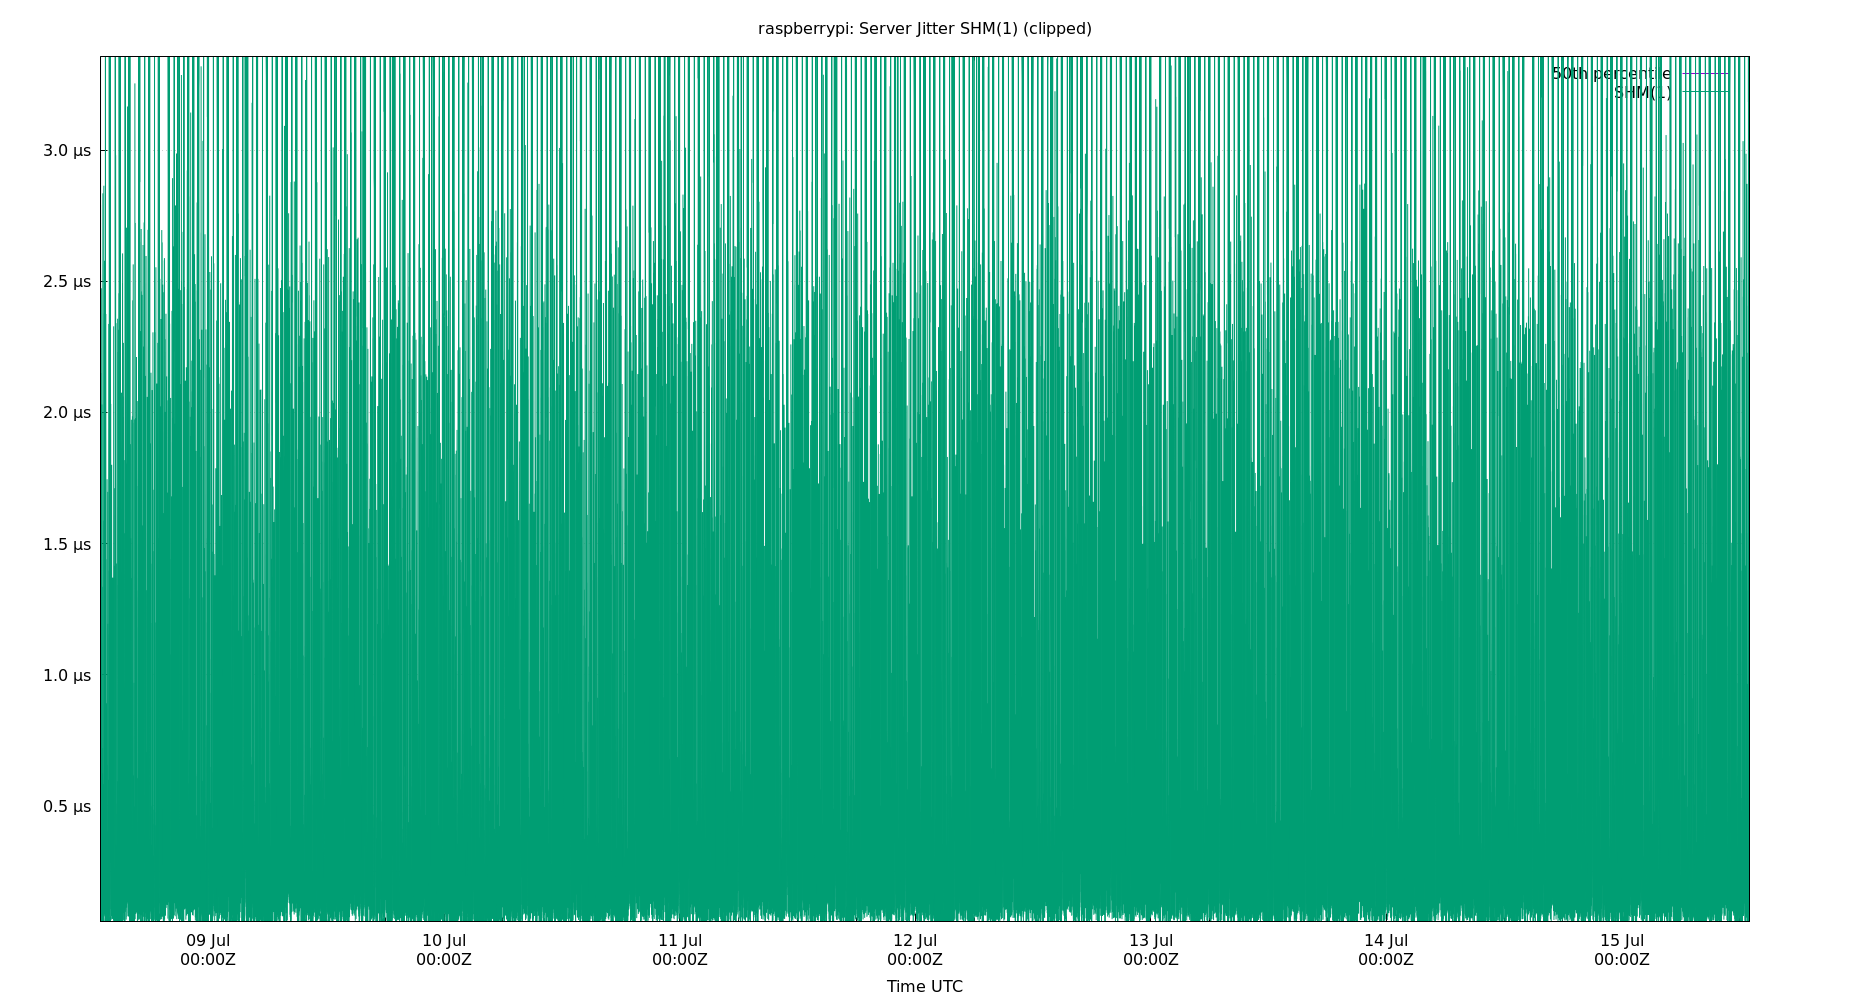 raspberrypi: Server Jitter SHM(1) (clipped)
50th percentile
SHM(1)
3.0 µs
2.5 µs
2.0 µs
1.5 µs
1.0 µs
0.5 µs
09 Jul 10 Jul 11 Jul 12 Jul 13 Jul 14 Jul 15 Jul
00:00Z 00:00Z 00:00Z 00:00Z 00:00Z 00:00Z 00:00Z
Time UTC